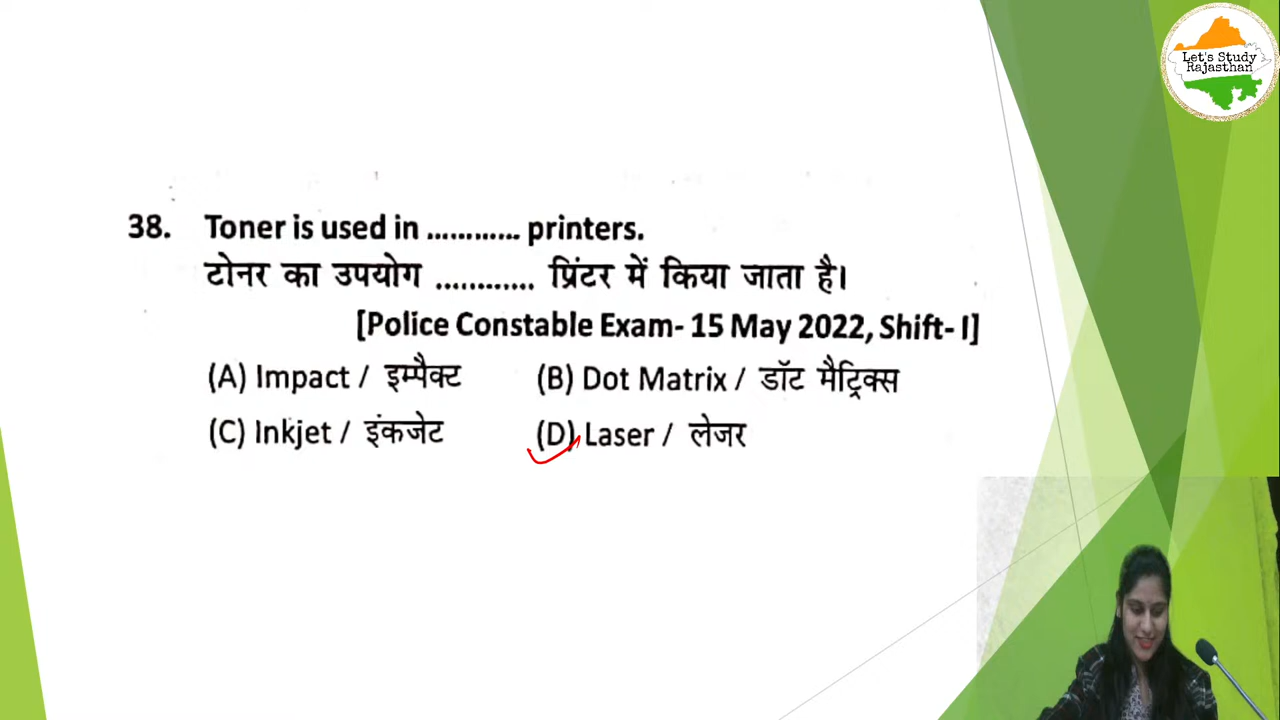 Let's Study
Rajasthan
38. Toner is used in ............ printers.
टोनर का उपयोग ............ प्रिंटर में किया जाता है।
[Police Constable Exam- 15 May 2022, Shift- I]
(A) Impact / इम्पैक्ट (B) Dot Matrix / डॉट मैट्रिक्स
(C) Inkjet / इंकजेट (D) Laser / लेजर